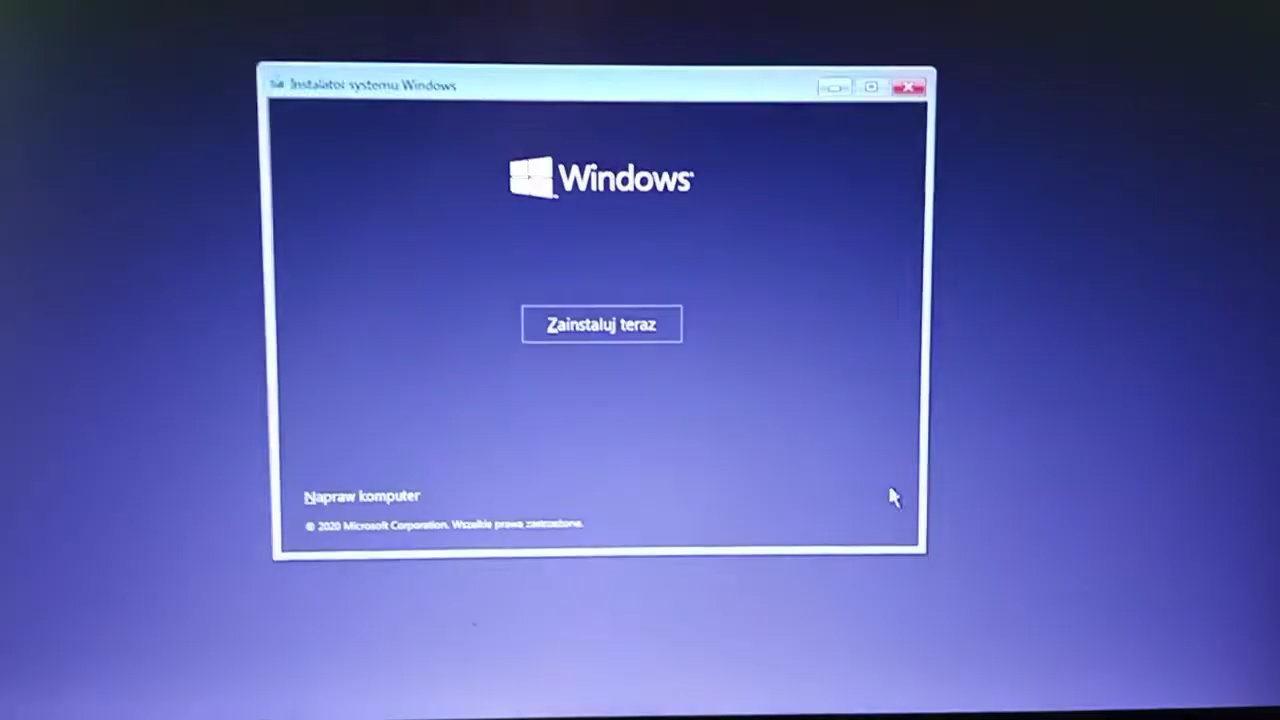 Instalator systemu Windows
Windows
Zainstaluj teraz
Napraw komputer
© 2020 Microsoft Corporation. Wszelkie prawa zastrzeżone.